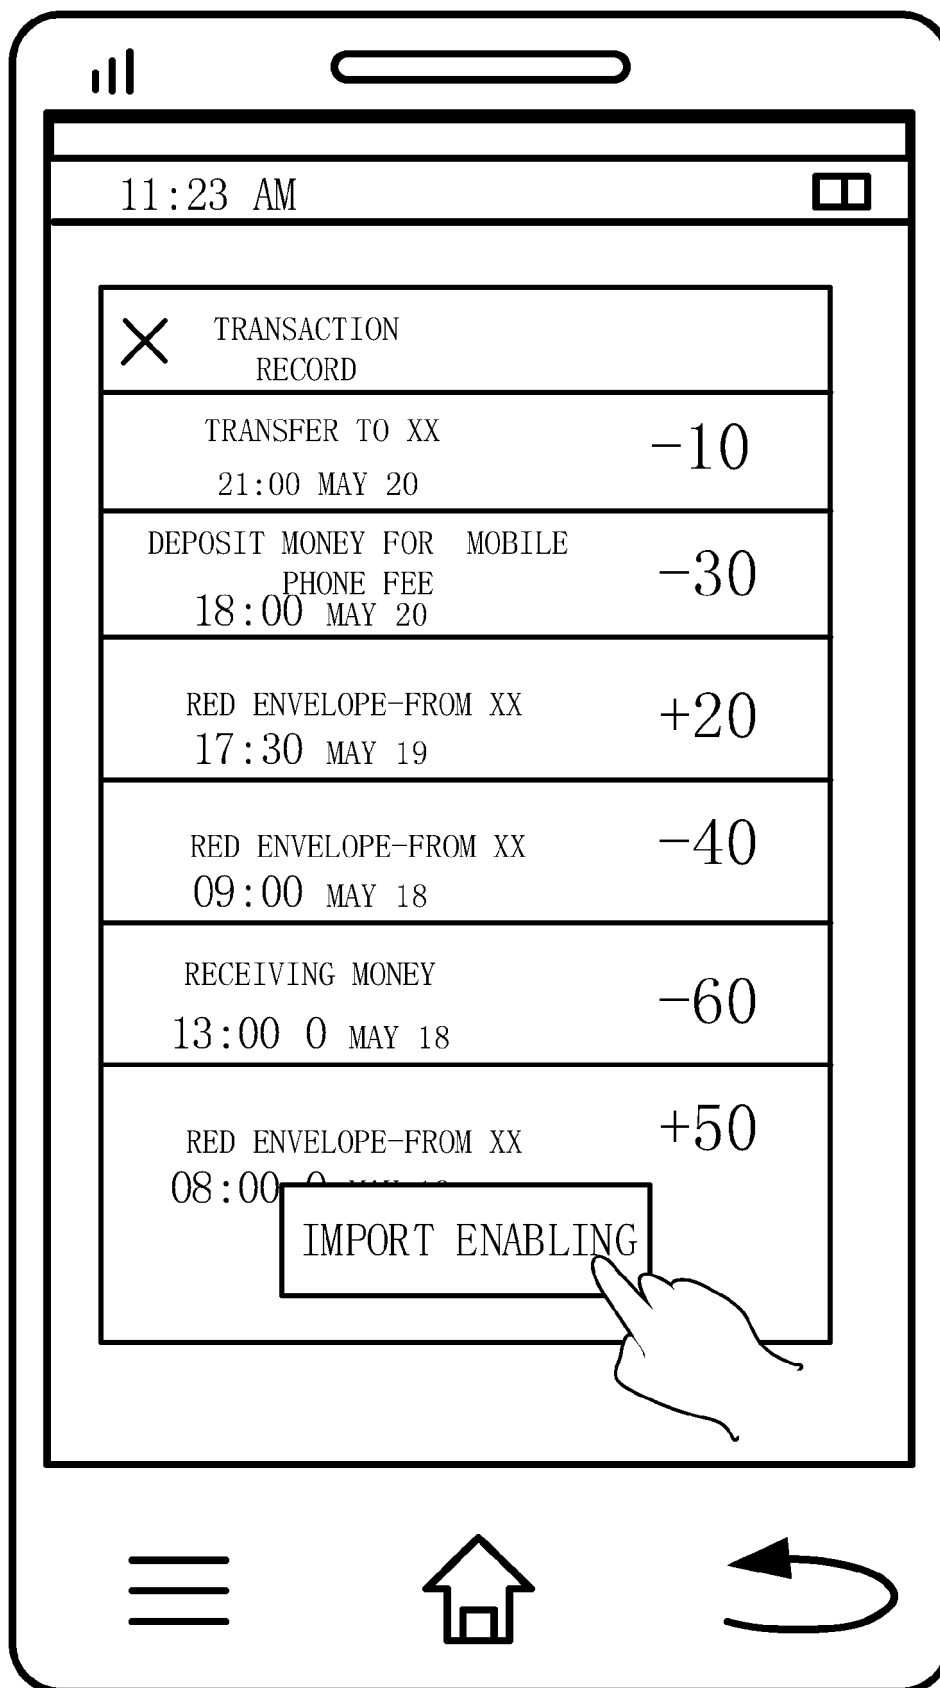 11:23 AM
TRANSACTION
RECORD
TRANSFER TO XX
-10
21:00 MAY 20
DEPOSIT MONEY FOR MOBILE
PHONE FEE
-30
18:00 MAY 20
RED ENVELOPE-FROM XX
+20
17:30 MAY 19
RED ENVELOPE-FROM XX
-40
09:00 MAY 18
RECEIVING MONEY
-60
13:00 0 MAY 18
RED ENVELOPE-FROM XX
+50
08:00
IMPORT ENABLING